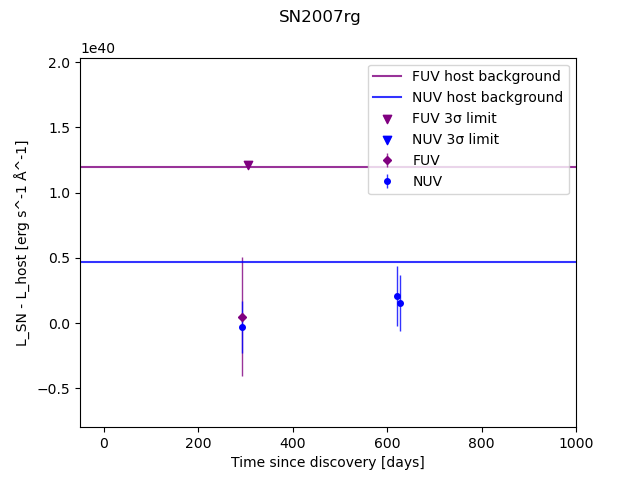 SN2007rg
1e40
2.0
1.5
1.0
0.5
0.0
−0.5
L_SN - L_host [erg s^-1 Å^-1]
FUV host background
NUV host background
FUV 3σ limit
NUV 3σ limit
FUV
NUV
0 200 400 600 800 1000
Time since discovery [days]